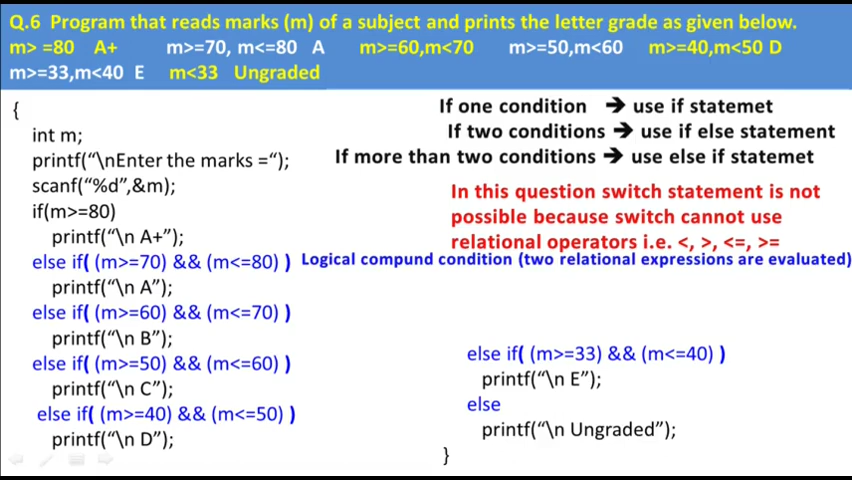 Q.6 Program that reads marks (m) of a subject and prints the letter grade as given below.
m> =80 A+ m>=70, m<=80 A m>=60,m<70 m>=50,m<60 m>=40,m<50 D
m>=33,m<40 E m<33 Ungraded
{
int m;
printf(“\nEnter the marks =“);
scanf(“%d”,&m);
if(m>=80)
printf(“\n A+”);
else if( (m>=70) && (m<=80) )
printf(“\n A”);
else if( (m>=60) && (m<=70) )
printf(“\n B”);
else if( (m>=50) && (m<=60) )
printf(“\n C”);
else if( (m>=40) && (m<=50) )
printf(“\n D”);
If one condition ➔ use if statemet
If two conditions ➔ use if else statement
If more than two conditions ➔ use else if statemet
In this question switch statement is not
possible because switch cannot use
relational operators i.e. <, >, <=, >=
Logical compund condition (two relational expressions are evaluated)
else if( (m>=33) && (m<=40) )
printf(“\n E”);
else
printf(“\n Ungraded”);
}